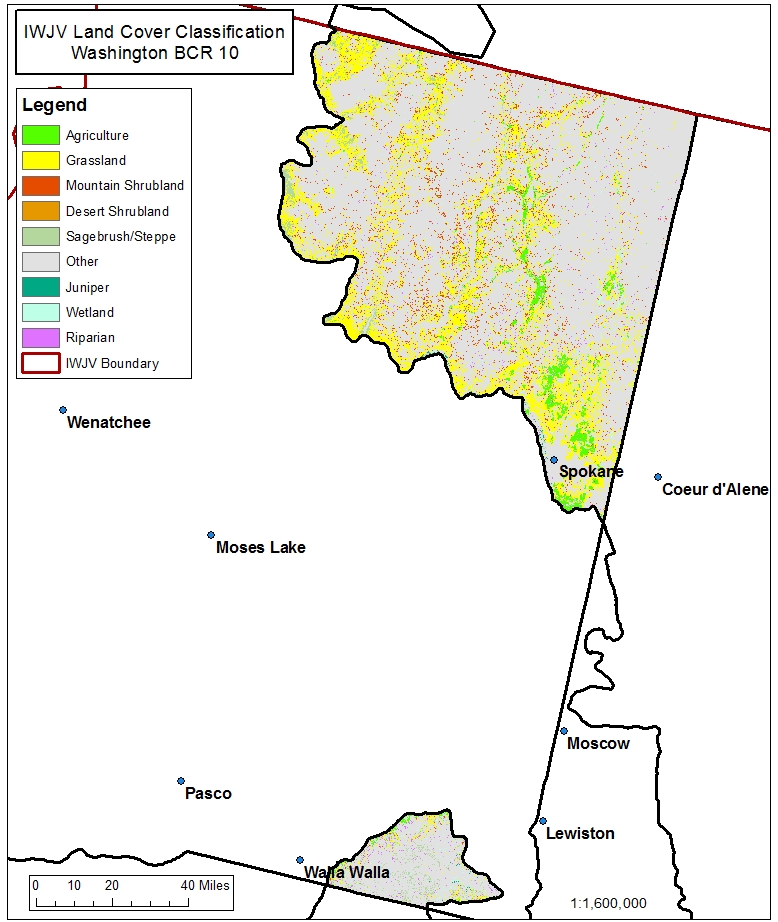 IWJV Land Cover Classification
Washington BCR 10
Legend
Agriculture
Grassland
Mountain Shrubland
Desert Shrubland
Sagebrush/Steppe
Other
Juniper
Wetland
Riparian
IWJV Boundary
Wenatchee
Spokane
Coeur d'Alene
Moses Lake
Moscow
Pasco
Lewiston
Walla Walla
0 10 20 40 Miles
1:1,600,000